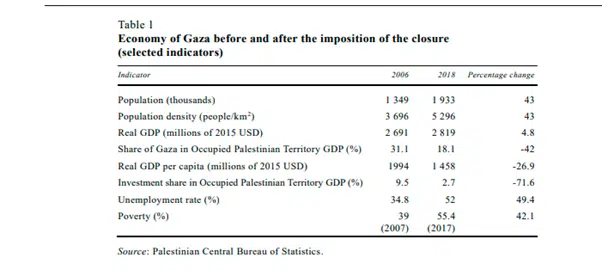 Table 1
Economy of Gaza before and after the imposition of the closure
(selected indicators)
Indicator 2006 2018 Percentage change
Population (thousands) 1 349 1 933 43
Population density (people/km²) 3 696 5 296 43
Real GDP (millions of 2015 USD) 2 691 2 819 4.8
Share of Gaza in Occupied Palestinian Territory GDP (%) 31.1 18.1 -42
Real GDP per capita (millions of 2015 USD) 1994 1 458 -26.9
Investment share in Occupied Palestinian Territory GDP (%) 9.5 2.7 -71.6
Unemployment rate (%) 34.8 52 49.4
Poverty (%) 39 55.4 42.1
(2007) (2017)
Source: Palestinian Central Bureau of Statistics.